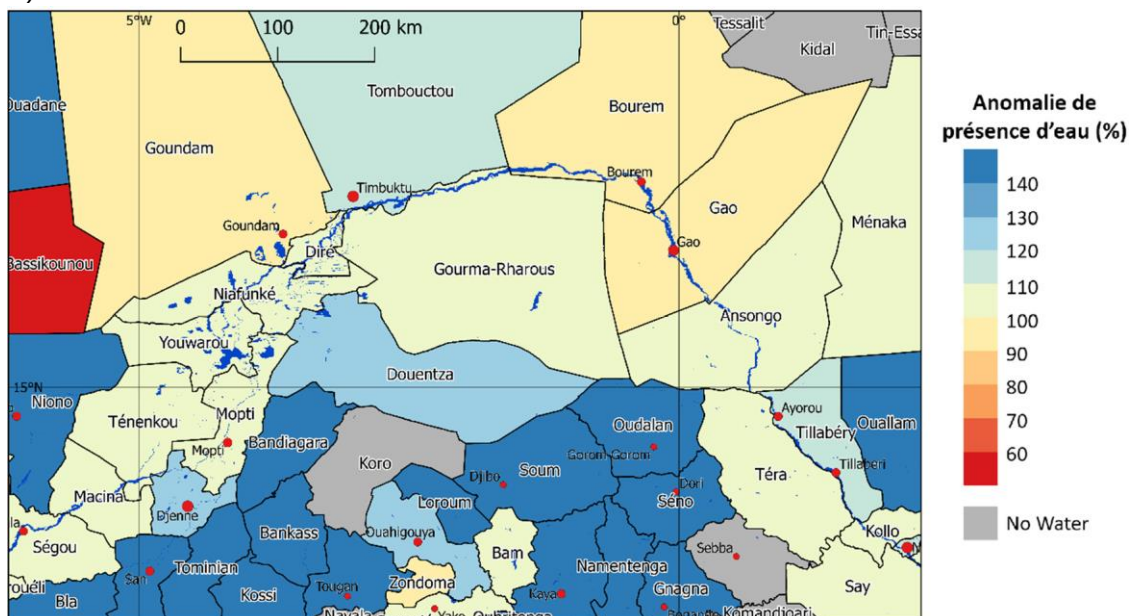 5°W
0°
0 100 200 km
Tessalit
Kidal
Tin-Essa
Ouadane
Tombouctou
Bourem
Goundam
Timbuktu
Bourem
Gao
Ménaka
Goundam
Diré
Gao
Bassikounou
Gourma-Rharous
Niafunké
Ansongo
Youwarou
Douentza
15°N
Niono
Ténenkou
Mopti
Mopti
Bandiagara
Koro
Oudalan
Gorom-Gorom
Ayorou
Tillabéry
Ouallam
Tillaberi
Djibo
Soum
Dori
Séno
Téra
Macina
Djenne
Loroum
Ouahigouya
Bankass
Ségou
Bam
Sebba
Kollo
San
Tominian
Kossi
Tougan
Zondoma
Kaya
Namentenga
Gnagna
Say
Bla
Yako
Anomalie de
présence d'eau (%)
140
130
120
110
100
90
80
70
60
No Water